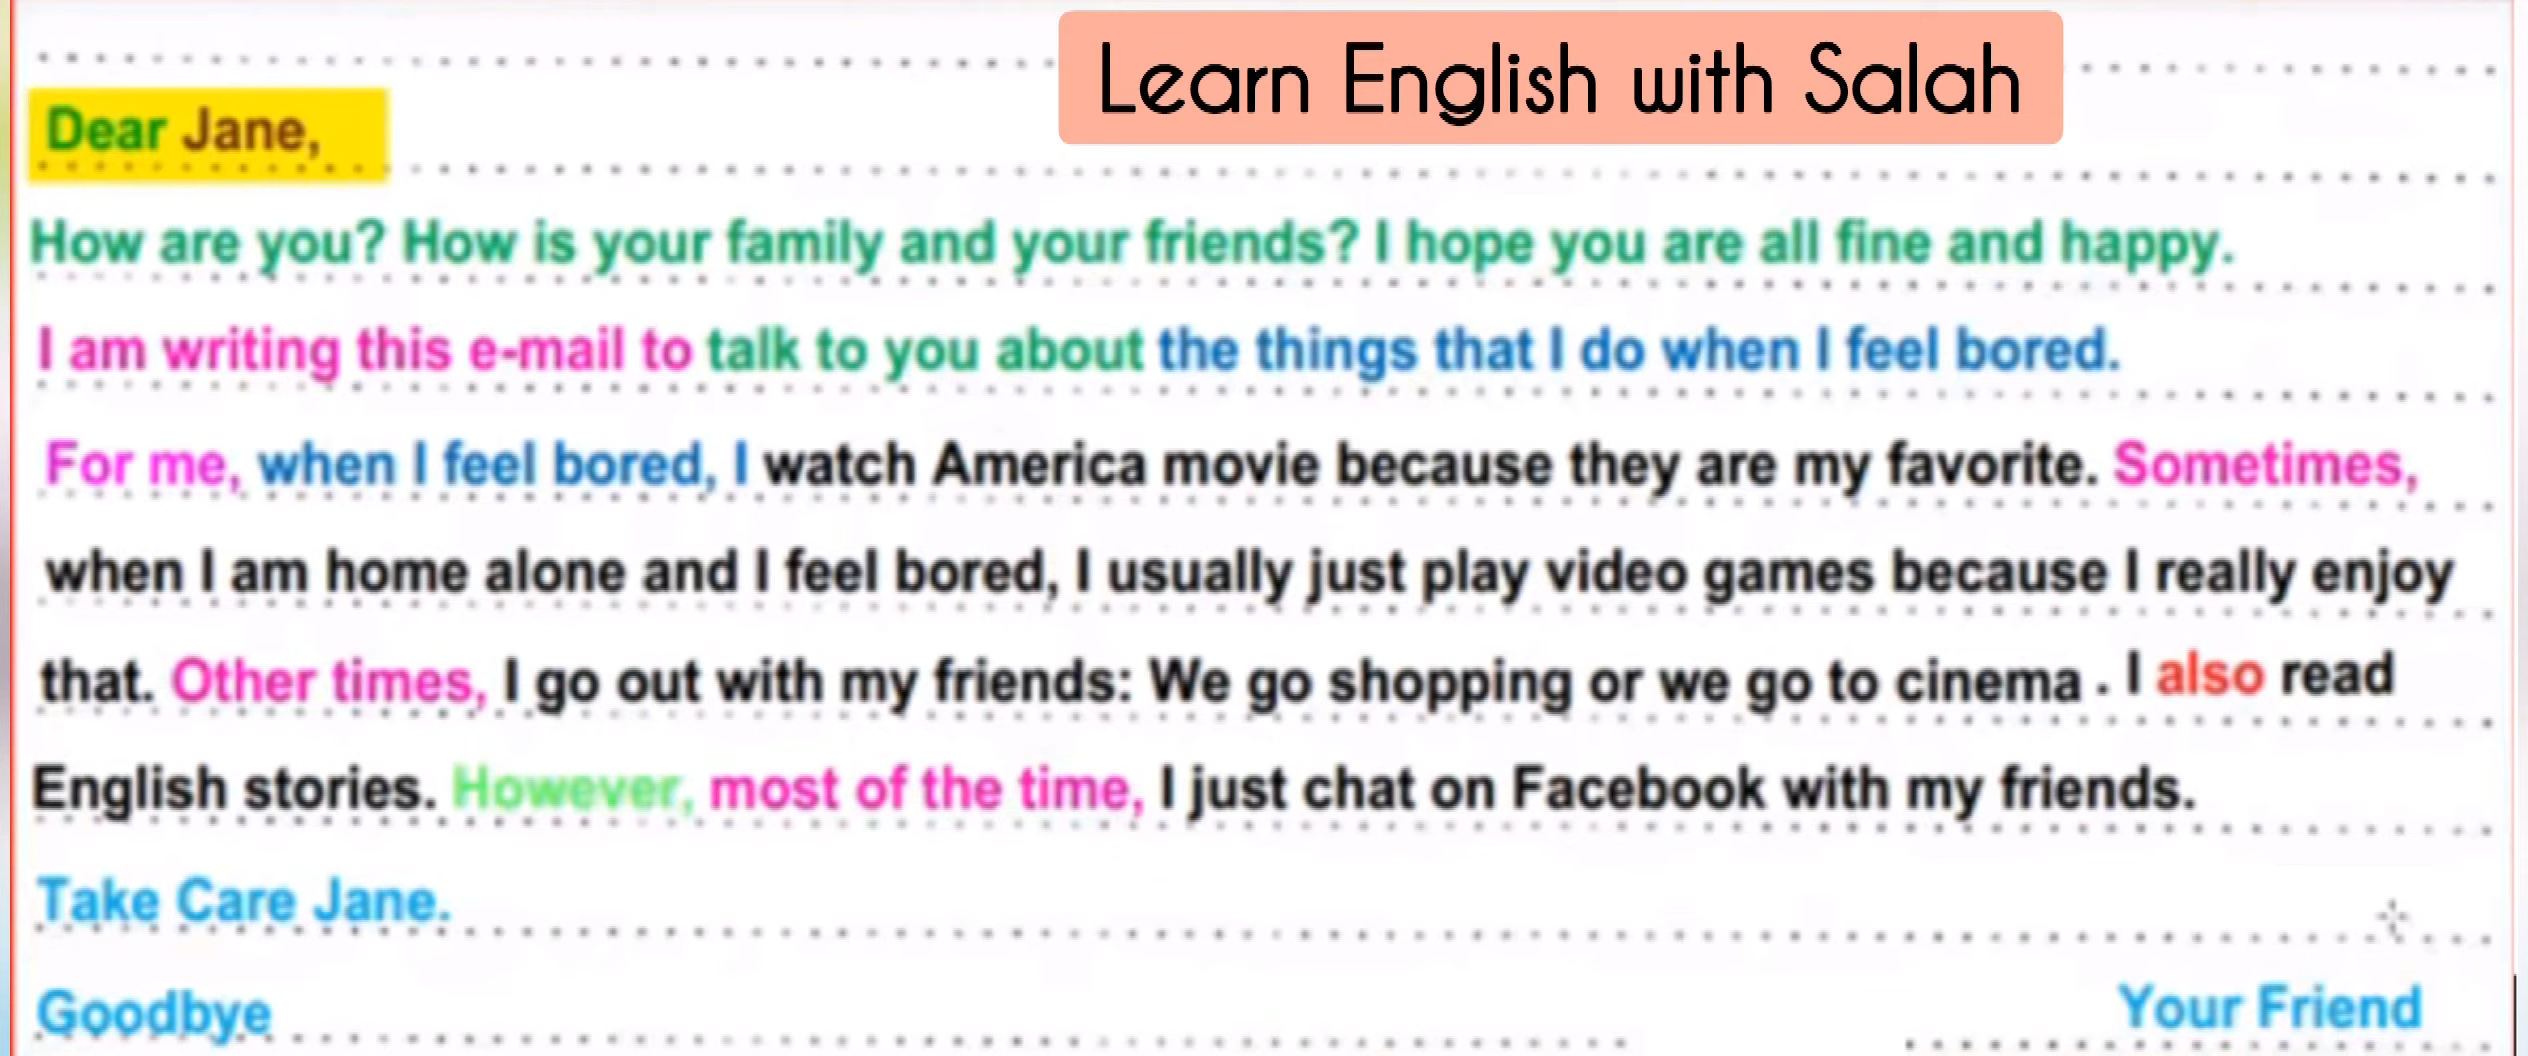 Learn English with Salah
Dear Jane,
How are you? How is your family and your friends? I hope you are all fine and happy.
I am writing this e-mail to talk to you about the things that I do when I feel bored.
For me, when I feel bored, I watch America movie because they are my favorite. Sometimes,
when I am home alone and I feel bored, I usually just play video games because I really enjoy
that. Other times, I go out with my friends: We go shopping or we go to cinema . I also read
English stories. However, most of the time, I just chat on Facebook with my friends.
Take Care Jane.
Goodbye Your Friend